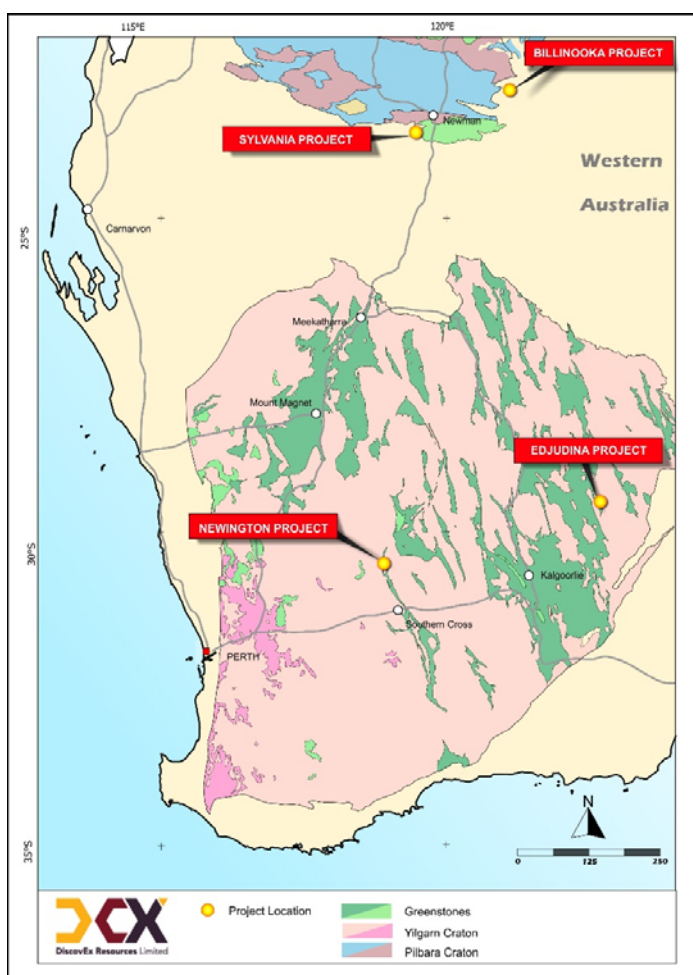 115°E
120°E
BILLINOOKA PROJECT
Newman
SYLVANIA PROJECT
Western
Australia
Carnarvon
25°S
Meekatharra
Mount Magnet
EDJUDINA PROJECT
NEWINGTON PROJECT
30°S
Kalgoorlie
Southern Cross
PERTH
N
35°S
0 125 250
DCX
DiscovEx Resources Limited
Project Location
Greenstones
Yilgarn Craton
Pilbara Craton